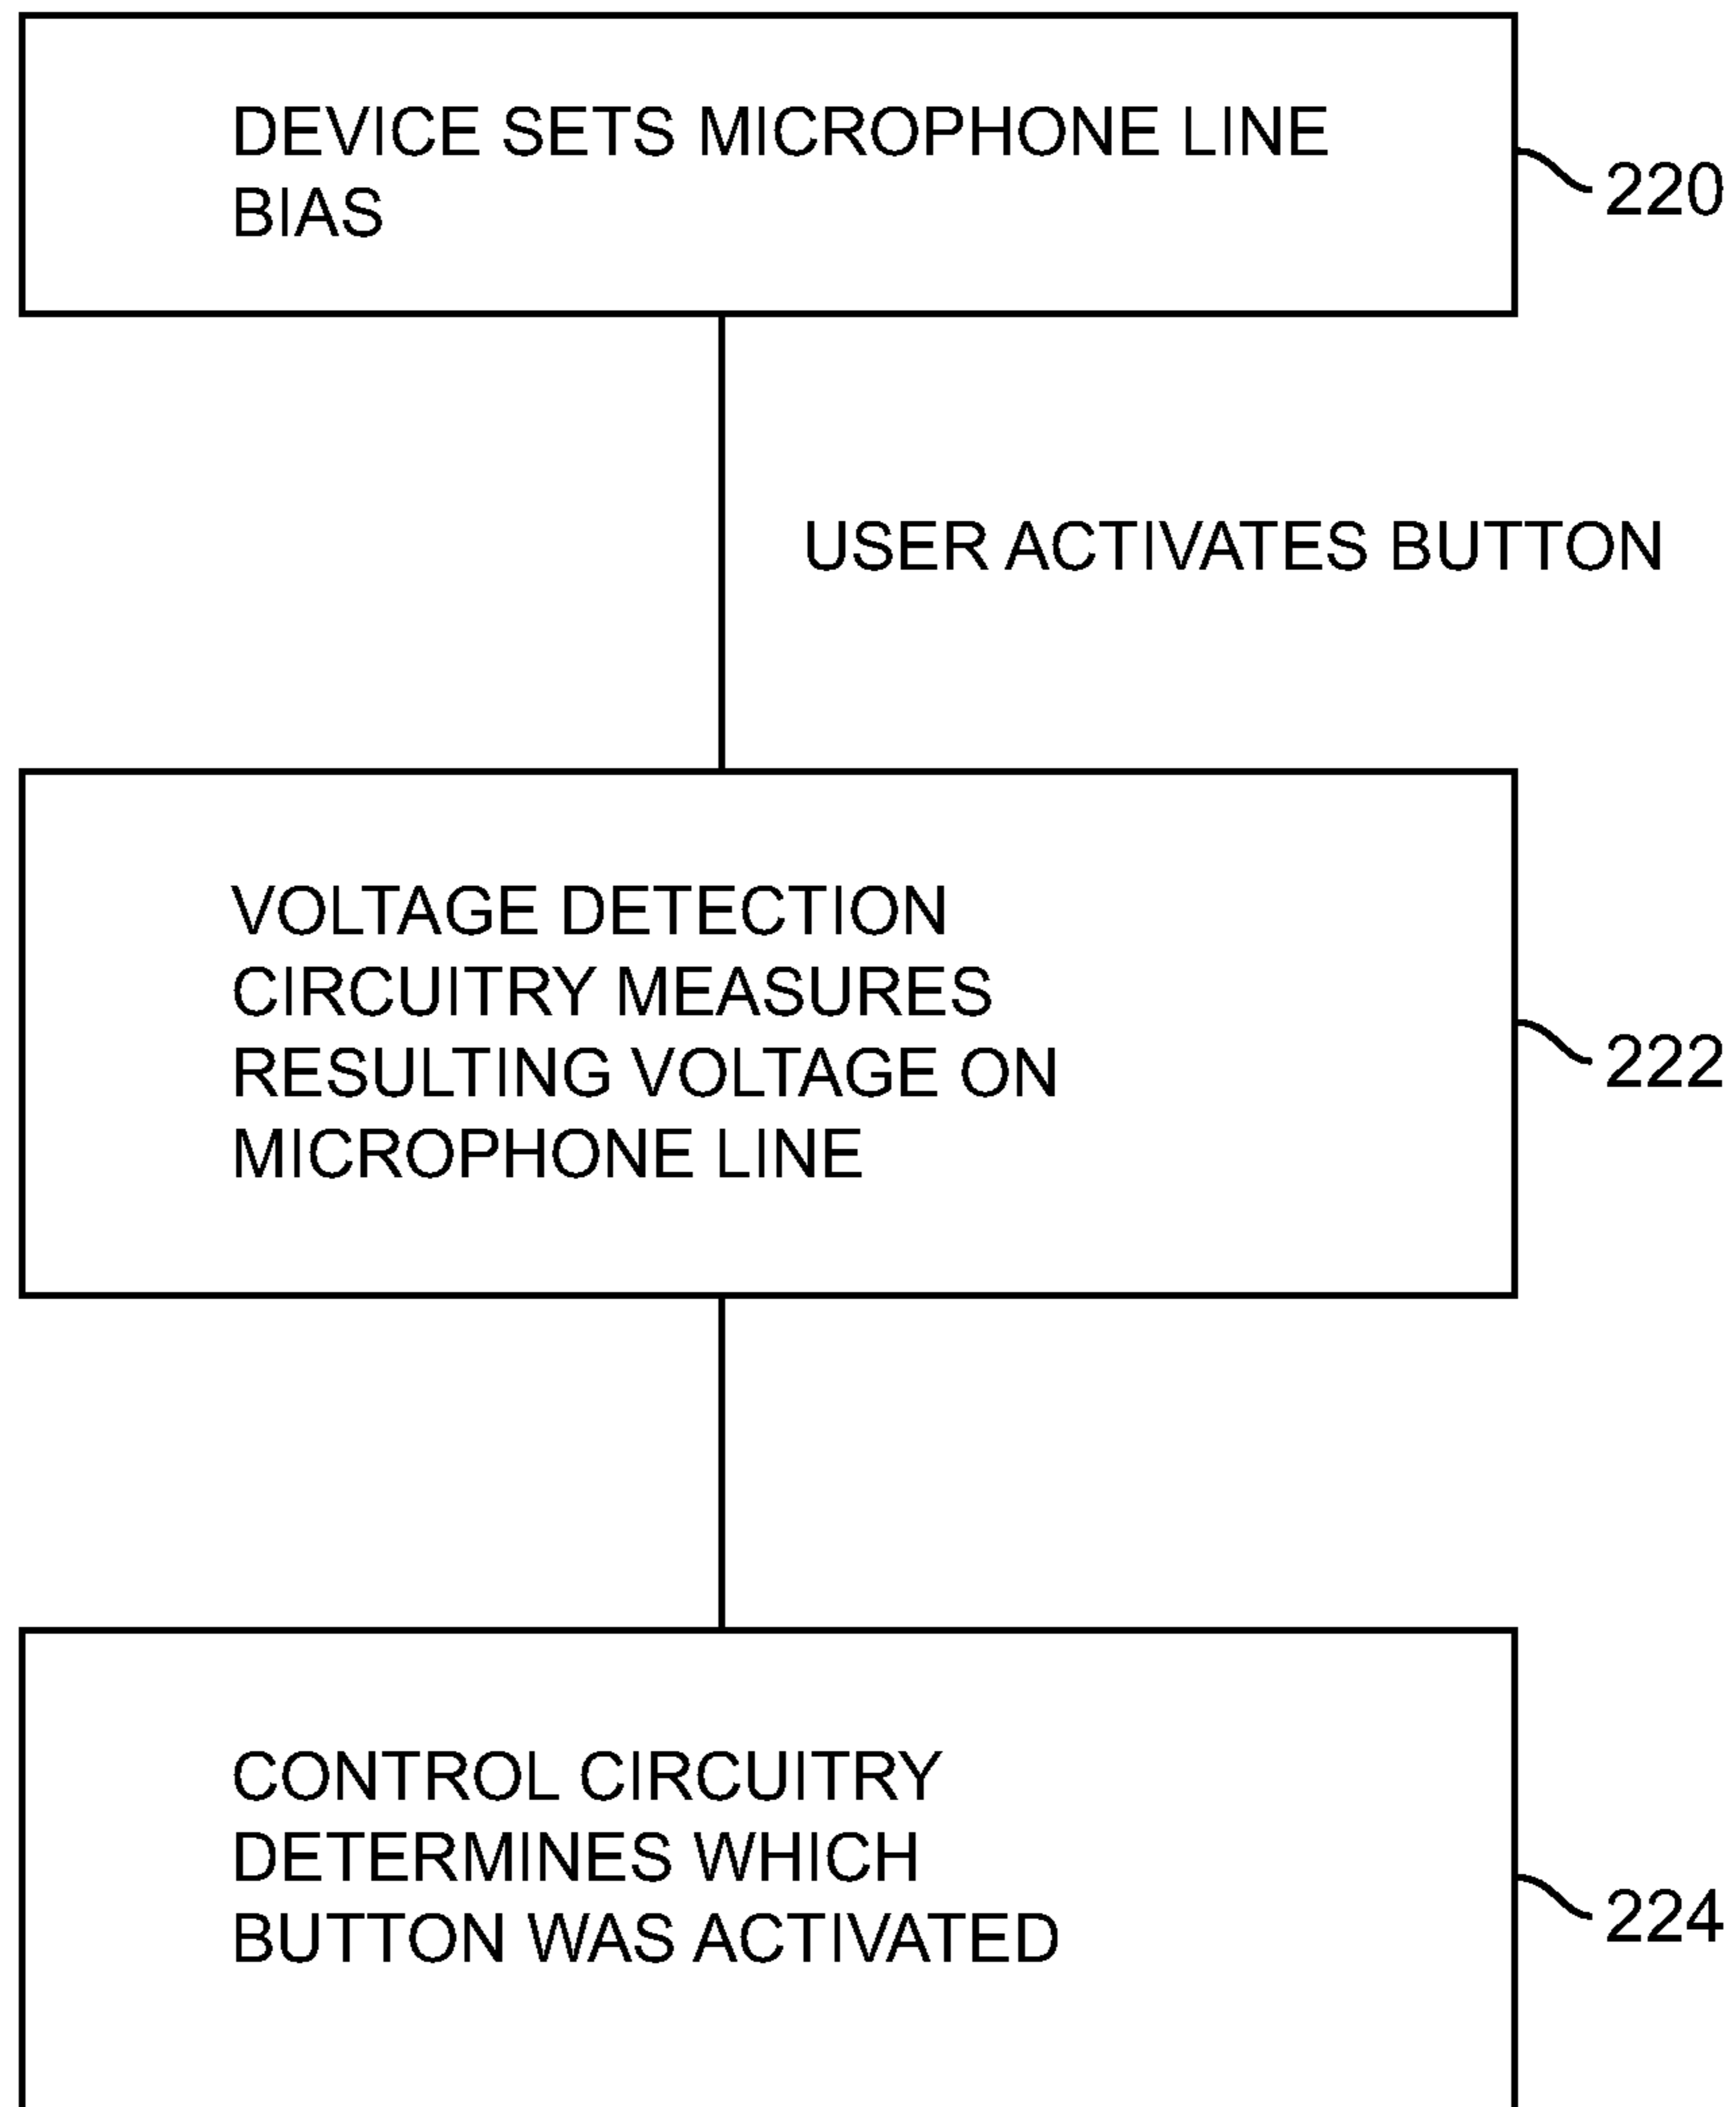 DEVICE SETS MICROPHONE LINE
BIAS
220
USER ACTIVATES BUTTON
VOLTAGE DETECTION
CIRCUITRY MEASURES
RESULTING VOLTAGE ON
MICROPHONE LINE
222
CONTROL CIRCUITRY
DETERMINES WHICH
BUTTON WAS ACTIVATED
224